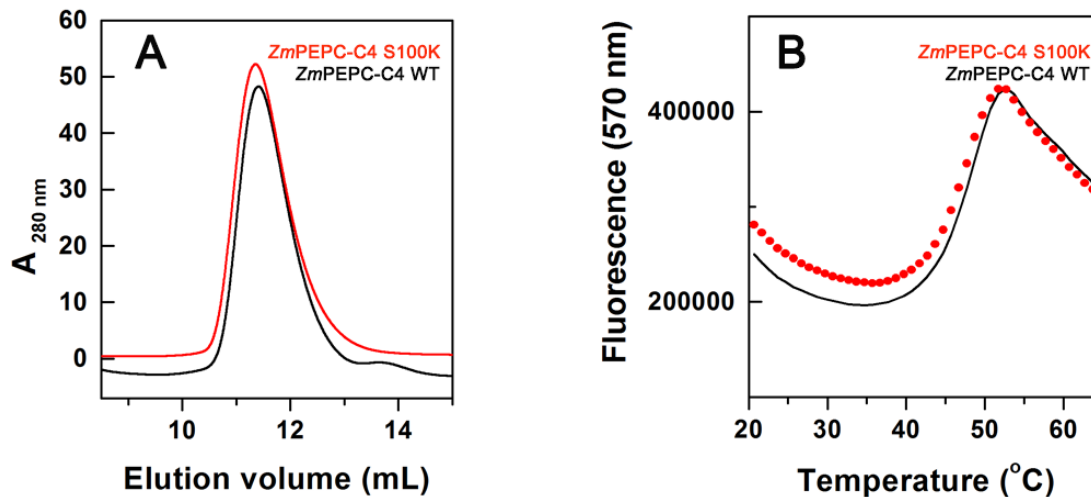 A
ZmPEPC-C4 S100K
ZmPEPC-C4 WT
60
50
40
30
20
10
0
A 280 nm
10 12 14
Elution volume (mL)
B
ZmPEPC-C4 S100K
ZmPEPC-C4 WT
400000
200000
Fluorescence (570 nm)
20 30 40 50 60
Temperature (°C)